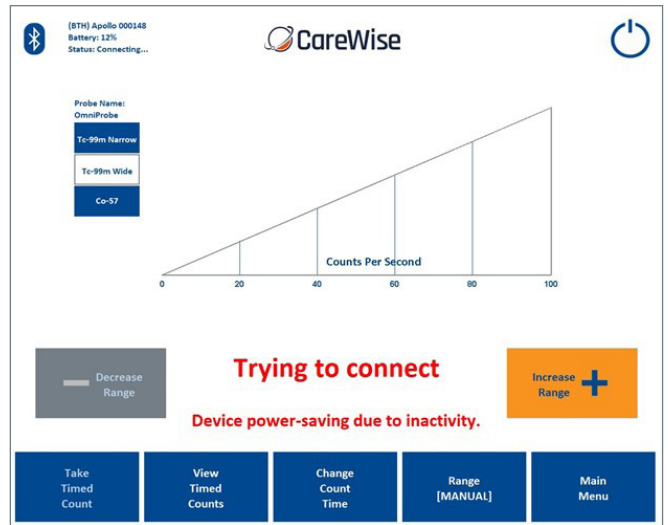 (BTH) Apollo 000148
Battery: 12%
Status: Connecting...
CareWise
Probe Name:
OmniProbe
Tc-99m Narrow
Tc-99m Wide
Co-57
Counts Per Second
0 20 40 60 80 100
Decrease
Range
Trying to connect
Increase
Range
Device power-saving due to inactivity.
Take
Timed
Count
View
Timed
Counts
Change
Count
Time
Range
[MANUAL]
Main
Menu